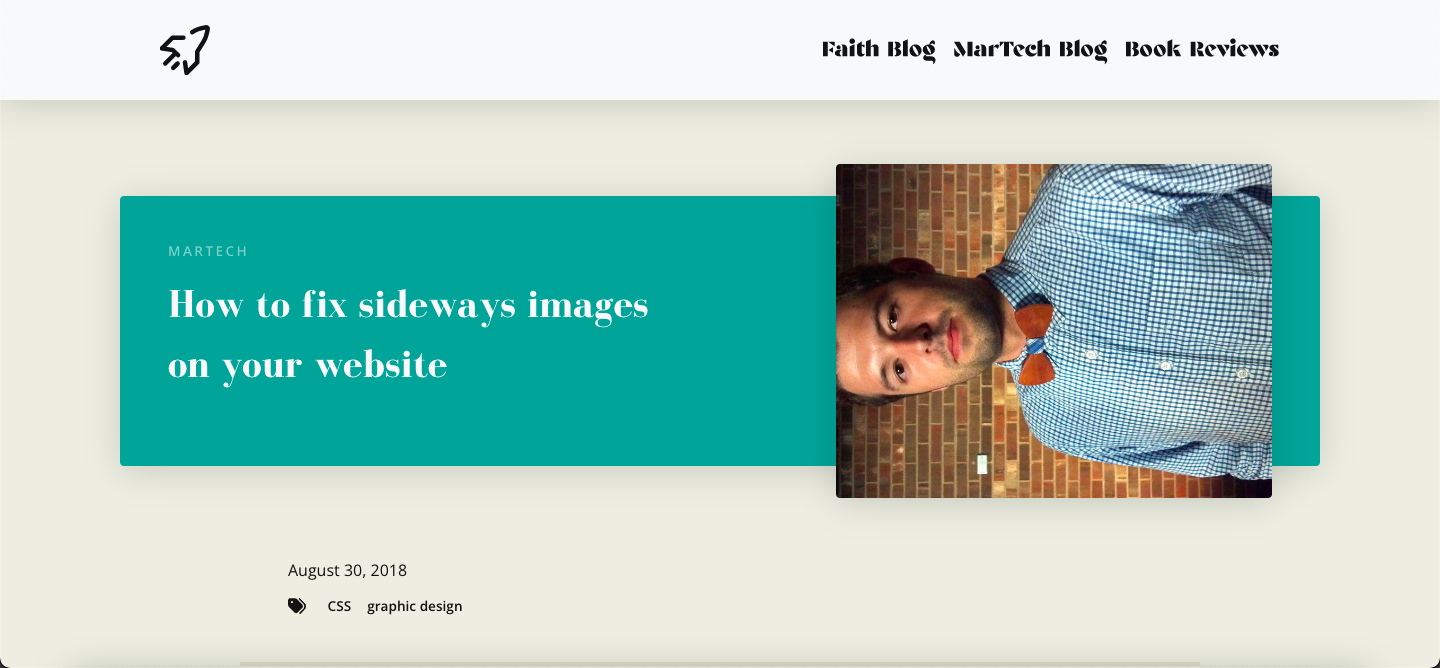 Faith Blog MarTech Blog Book Reviews
MARTECH
How to fix sideways images
on your website
August 30, 2018
CSS graphic design